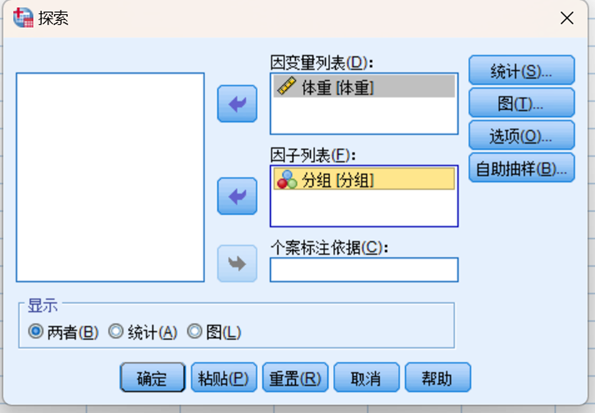 探索
因变量列表(D):
体重 [体重]
因子列表(F):
分组 [分组]
个案标注依据(C):
统计(S)...
图(T)...
选项(O)...
自助抽样(B)...
显示
两者(B) 统计(A) 图(L)
确定 粘贴(P) 重置(R) 取消 帮助